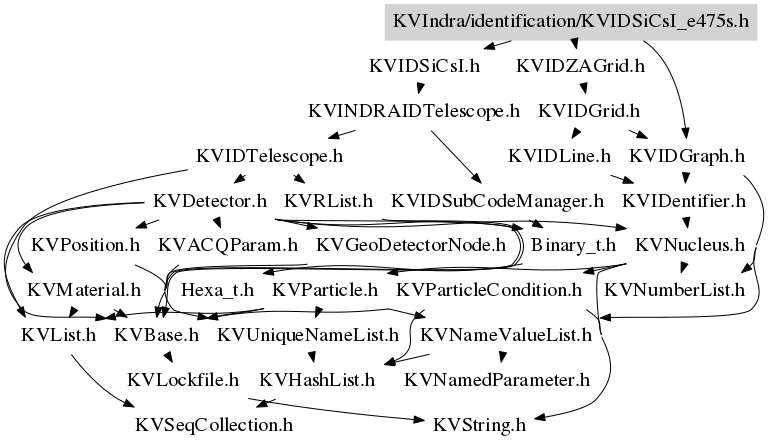 KVIndra/identification/KVIDSiCsI_e475s.h
KVIDSiCsI.h
KVIDZAGrid.h
KVINDRAIDTelescope.h
KVIDGrid.h
KVIDTelescope.h
KVIDLine.h
KVIDGraph.h
KVDetector.h
KVRList.h
KVIDSubCodeManager.h
KVIDentifier.h
KVPosition.h
KVACQParam.h
KVGeoDetectorNode.h
Binary_t.h
KVNucleus.h
KVMaterial.h
Hexa_t.h
KVParticle.h
KVParticleCondition.h
KVNumberList.h
KVList.h
KVBase.h
KVUniqueNameList.h
KVNameValueList.h
KVLockfile.h
KVHashList.h
KVNamedParameter.h
KVSeqCollection.h
KVString.h